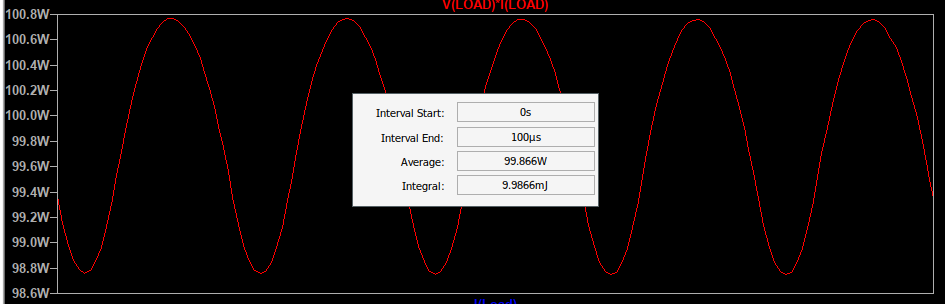 V(LOAD)*I(LOAD)
100.8W
100.6W
100.4W
100.2W
100.0W
99.8W
99.6W
99.4W
99.2W
99.0W
98.8W
98.6W
Interval Start: 0s
Interval End: 100µs
Average: 99.866W
Integral: 9.9866mJ
I(Load)